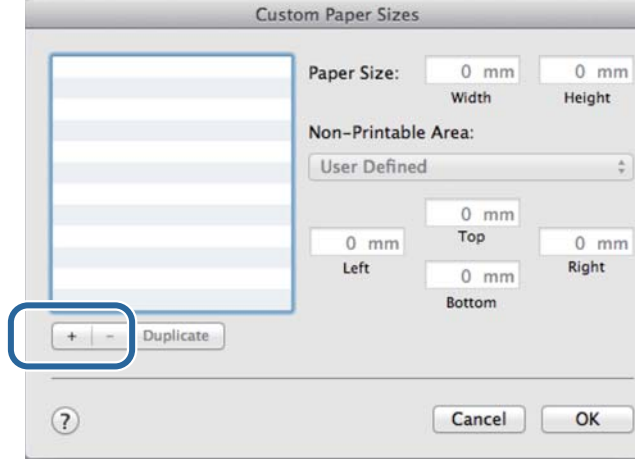 Custom Paper Sizes
Paper Size: 0 mm 0 mm
Width Height
Non-Printable Area:
User Defined
0 mm
Top
0 mm 0 mm
Left Right
0 mm
Bottom
+ - Duplicate
? Cancel OK